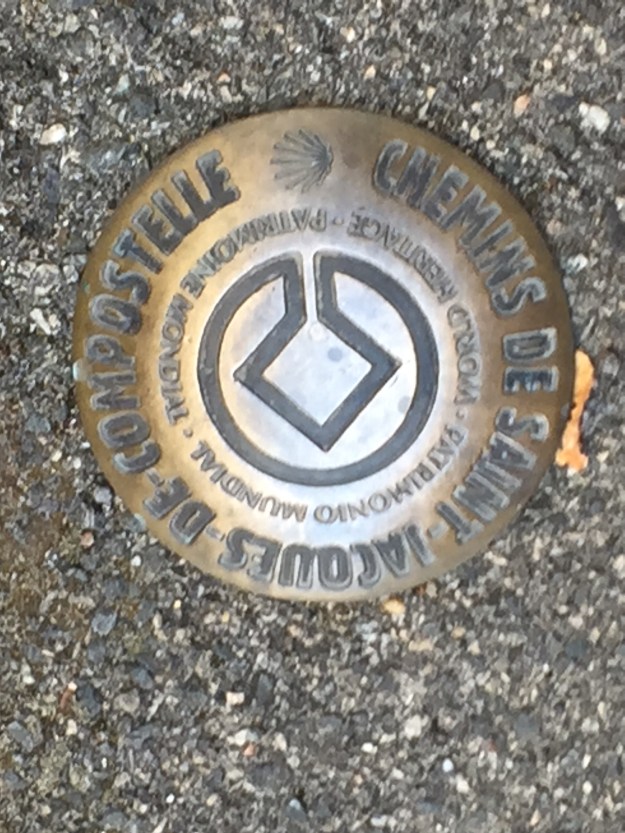 CHEMINS DE SAINT-JACQUES-DE-COMPOSTELLE
WORLD HERITAGE · PATRIMOINE MONDIAL · PATRIMONIO MUNDIAL ·